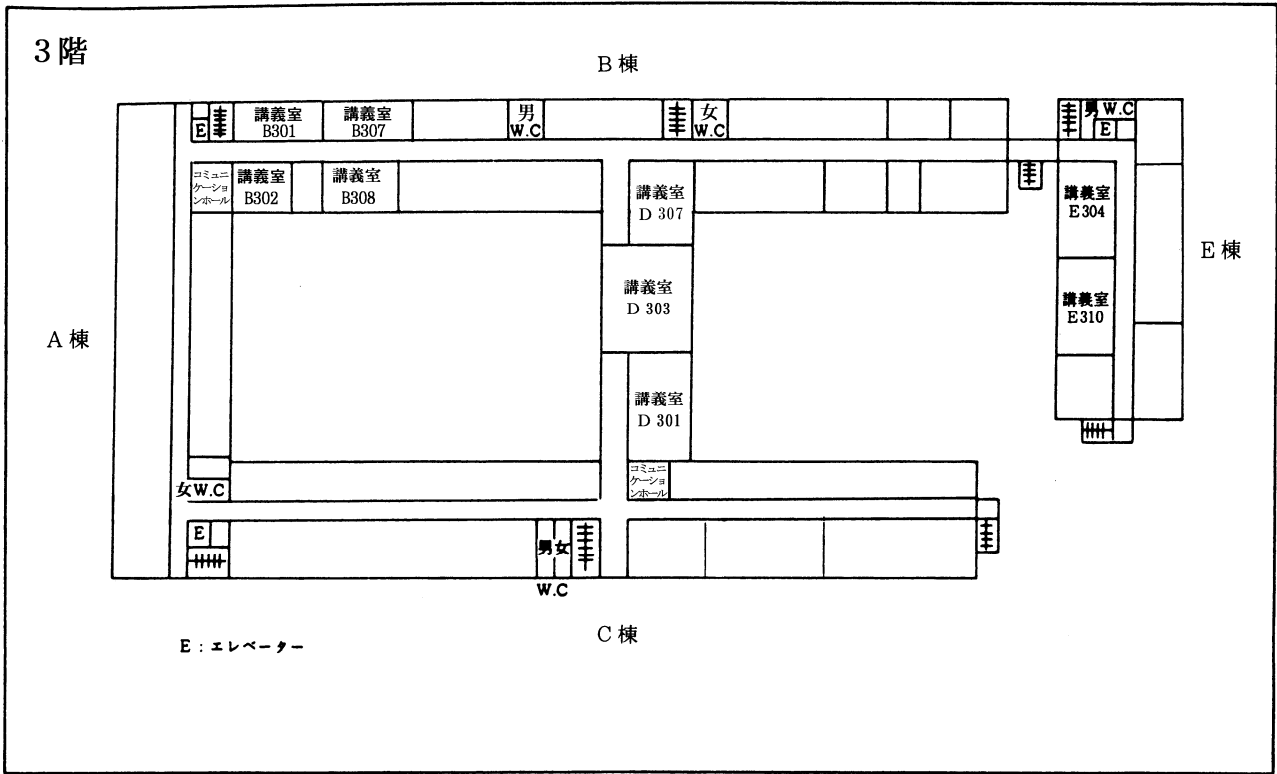 3階
B棟
E
講義室
B301
講義室
B307
男
W.C
女
W.C
男 W.C
E
コミュニ
ケーショ
ンホール
講義室
B302
講義室
B308
講義室
D 307
講義室
E304
E棟
講義室
D 303
講義室
E310
A棟
講義室
D 301
コミュニ
ケーショ
ンホール
女W.C
E
男女
W.C
C棟
E:エレベーター